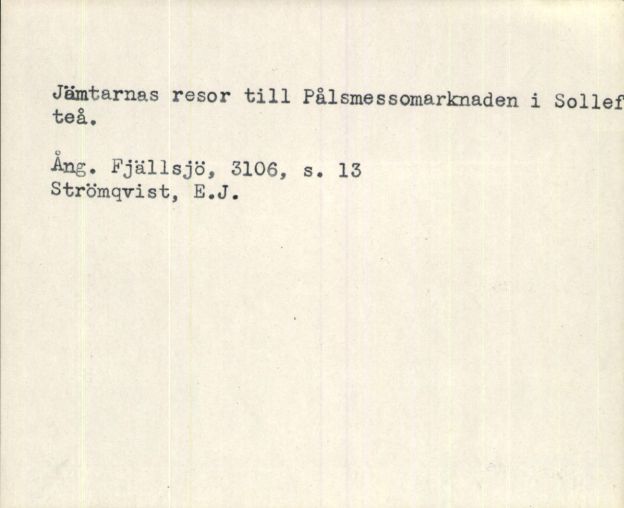 Jämtarnas resor till Pålsmessomarknaden i Sollef
teå.
Ång. Fjällsjö, 3106, s. 13
Strömqvist, E.J.